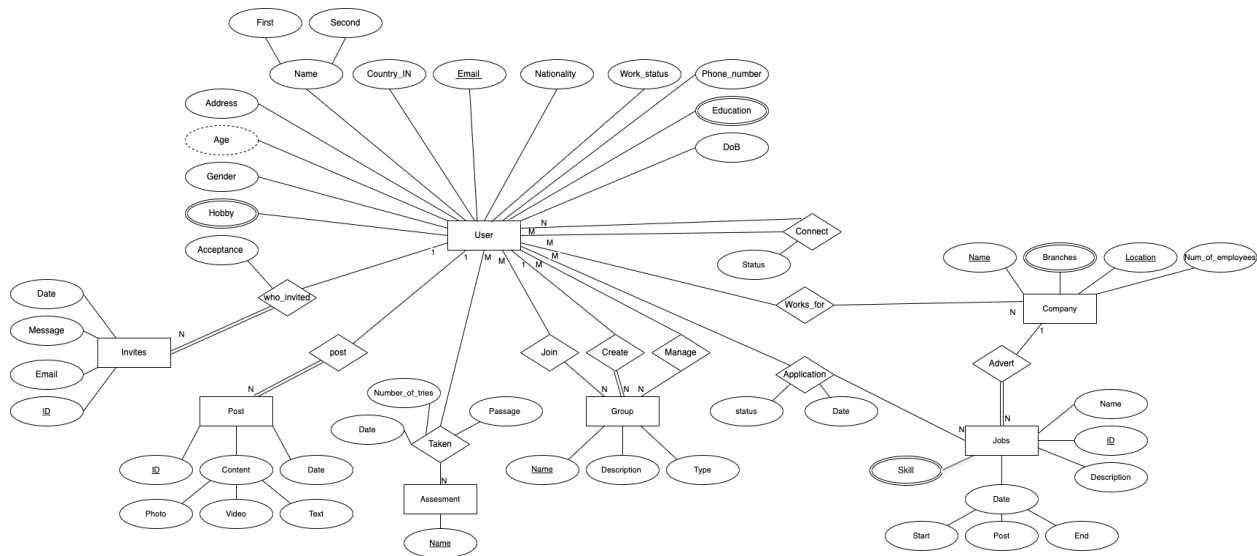 First
Second
Name
Country_IN
Email
Nationality
Work_status
Phone_number
Address
Education
Age
DoB
Gender
Hobby
Acceptance
User
N
M
M
Connect
Status
1
1
M
M
1
M
Name
Branches
Location
Num_of_employees
Date
Message
Email
ID
N
Invites
who_invited
Works_for
N
Company
1
post
Join
Create
Manage
Advert
Application
status
Date
N
Post
Number_of_tries
Passage
Date
Taken
N
N
N
Group
N
N
Jobs
Name
ID
Description
Skill
ID
Content
Date
Photo
Video
Text
N
Assesment
Name
Name
Description
Type
Date
Start
Post
End